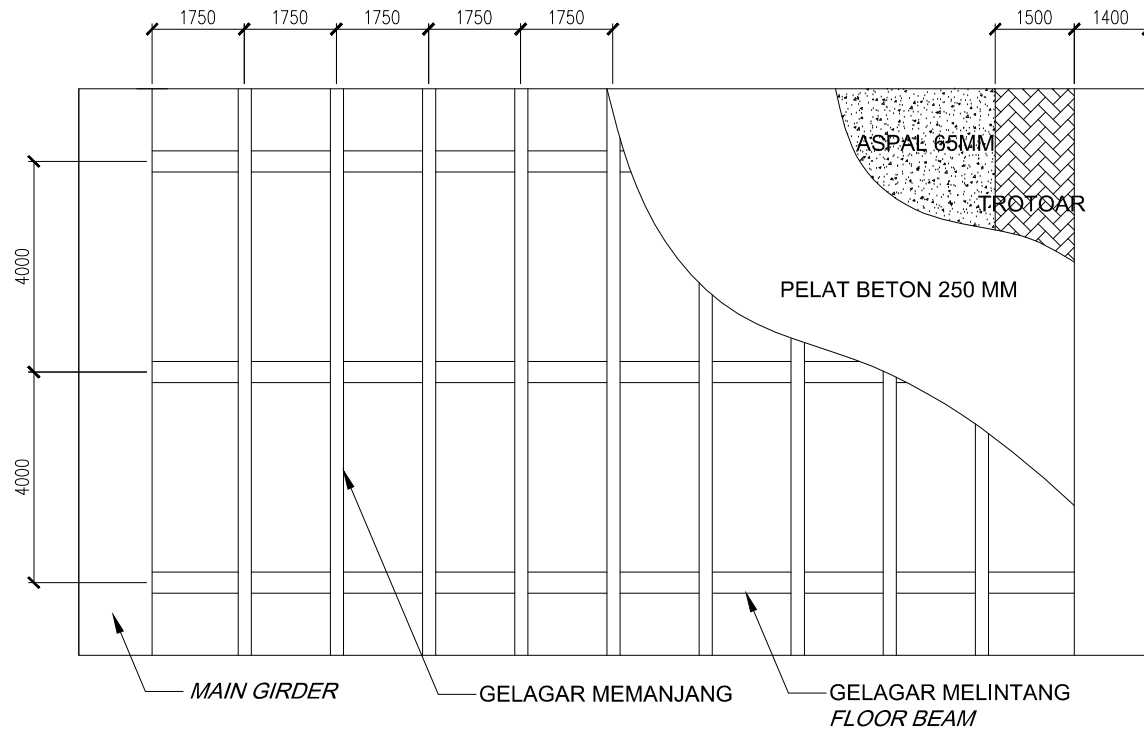 1750
1750
1750
1750
1750
1500
1400
ASPAL 65MM
TROTOAR
4000
PELAT BETON 250 MM
4000
MAIN GIRDER
GELAGAR MEMANJANG
GELAGAR MELINTANG
FLOOR BEAM